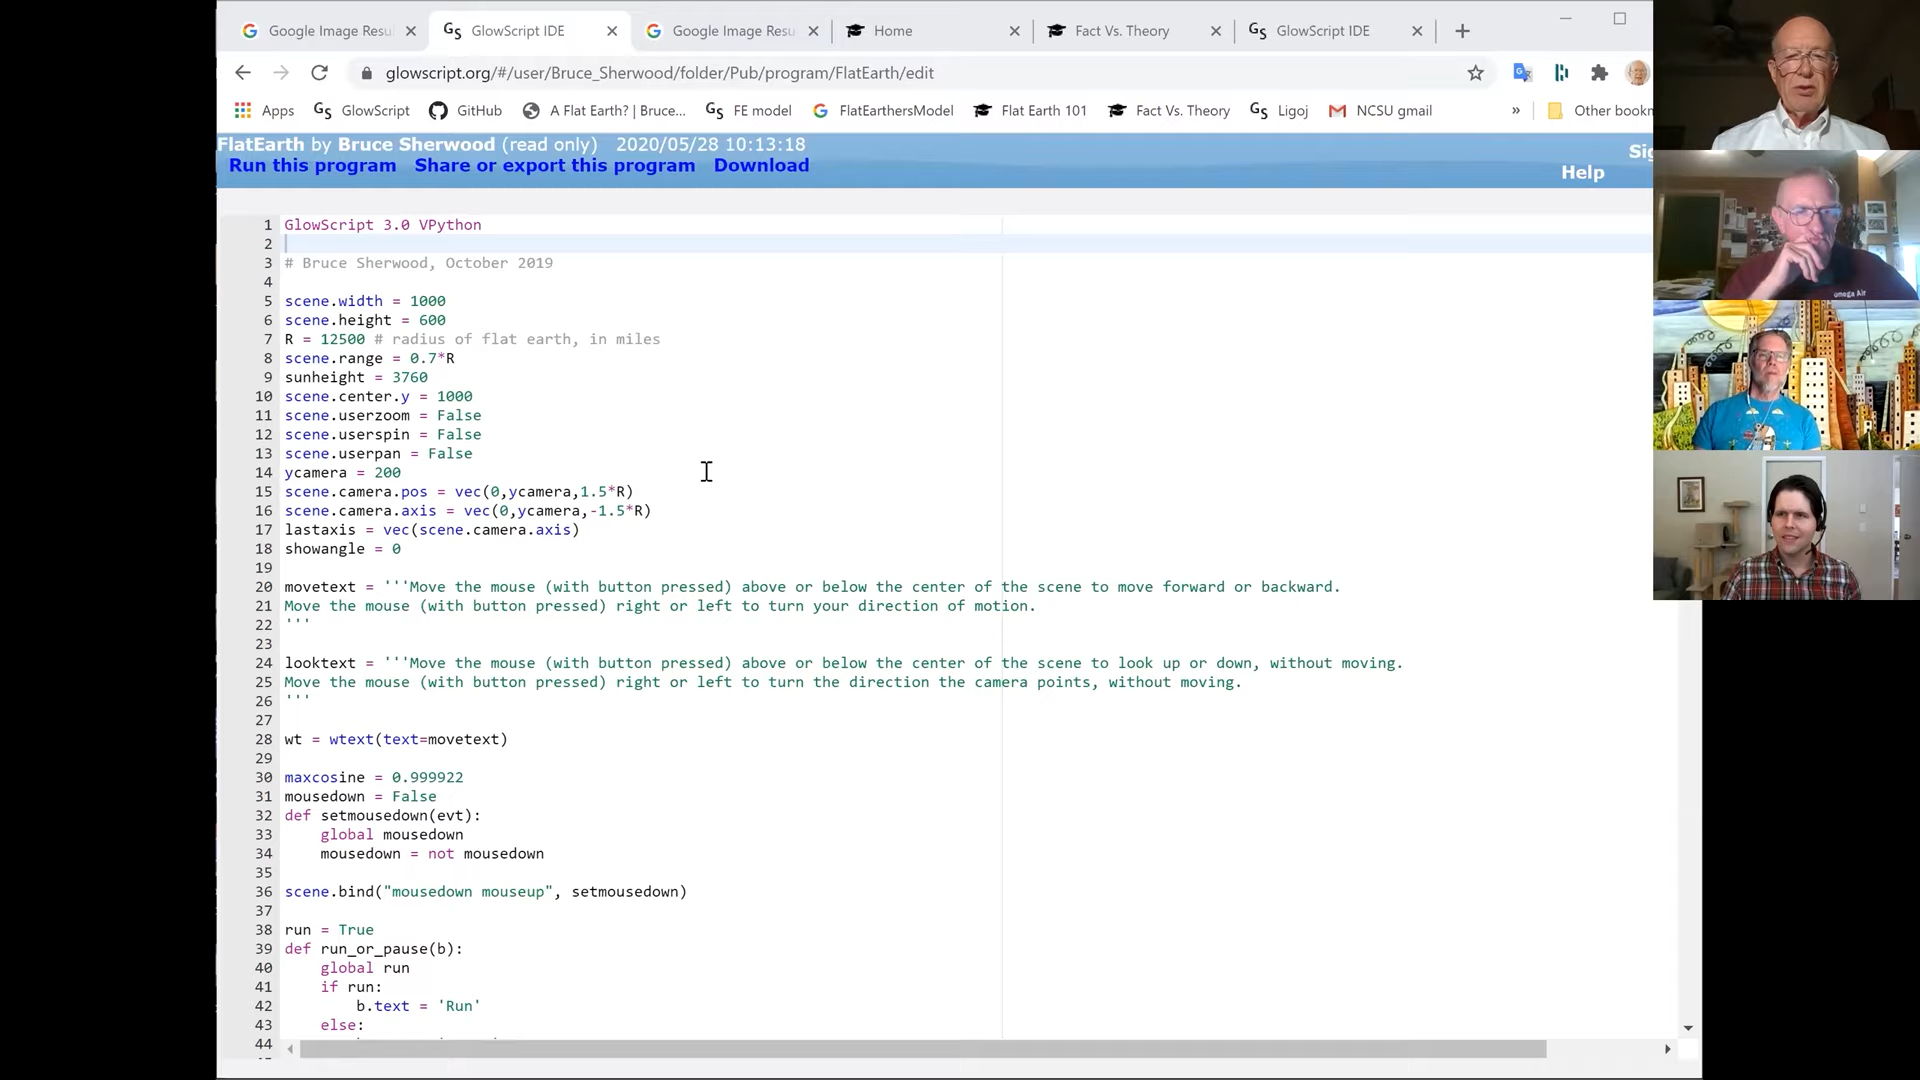 Google Image Resu
GlowScript IDE
Google Image Resu
Home
Fact Vs. Theory
GlowScript IDE
glowscript.org/#/user/Bruce_Sherwood/folder/Pub/program/FlatEarth/edit
Apps
GlowScript
GitHub
A Flat Earth? | Bruce...
FE model
FlatEarthersModel
Flat Earth 101
Fact Vs. Theory
Ligoj
NCSU gmail
»
Other bookm
FlatEarth by Bruce Sherwood (read only) 2020/05/28 10:13:18
Sig
Run this program Share or export this program Download
Help
1 GlowScript 3.0 VPython
2
3 # Bruce Sherwood, October 2019
4
5 scene.width = 1000
6 scene.height = 600
7 R = 12500 # radius of flat earth, in miles
8 scene.range = 0.7*R
9 sunheight = 3760
10 scene.center.y = 1000
11 scene.userzoom = False
12 scene.userspin = False
13 scene.userpan = False
14 ycamera = 200
15 scene.camera.pos = vec(0,ycamera,1.5*R)
16 scene.camera.axis = vec(0,ycamera,-1.5*R)
17 lastaxis = vec(scene.camera.axis)
18 showangle = 0
19
20 movetext = '''Move the mouse (with button pressed) above or below the center of the scene to move forward or backward.
21 Move the mouse (with button pressed) right or left to turn your direction of motion.
22 '''
23
24 looktext = '''Move the mouse (with button pressed) above or below the center of the scene to look up or down, without moving.
25 Move the mouse (with button pressed) right or left to turn the direction the camera points, without moving.
26 '''
27
28 wt = wtext(text=movetext)
29
30 maxcosine = 0.999922
31 mousedown = False
32 def setmousedown(evt):
33 global mousedown
34 mousedown = not mousedown
35
36 scene.bind("mousedown mouseup", setmousedown)
37
38 run = True
39 def run_or_pause(b):
40 global run
41 if run:
42 b.text = 'Run'
43 else:
44
omega Air